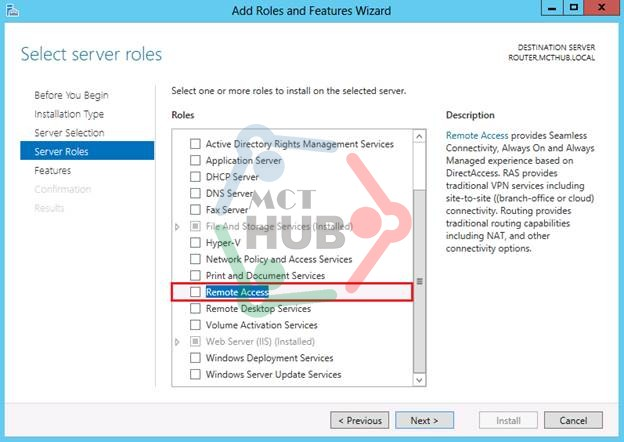 Add Roles and Features Wizard
Select server roles
DESTINATION SERVER
ROUTER.MCTHUB.LOCAL
Before You Begin
Installation Type
Server Selection
Server Roles
Features
Confirmation
Results
Select one or more roles to install on the selected server.
Roles
Active Directory Rights Management Services
Application Server
DHCP Server
DNS Server
Fax Server
File And Storage Services (Installed)
Hyper-V
Network Policy and Access Services
Print and Document Services
Remote Access
Remote Desktop Services
Volume Activation Services
Web Server (IIS) (Installed)
Windows Deployment Services
Windows Server Update Services
MCT
HUB
Description
Remote Access provides Seamless
Connectivity, Always On and Always
Managed experience based on
DirectAccess. RAS provides
traditional VPN services including
site-to-site ((branch-office or cloud)
connectivity. Routing provides
traditional routing capabilities
including NAT, and other
connectivity options.
< Previous
Next >
Install
Cancel